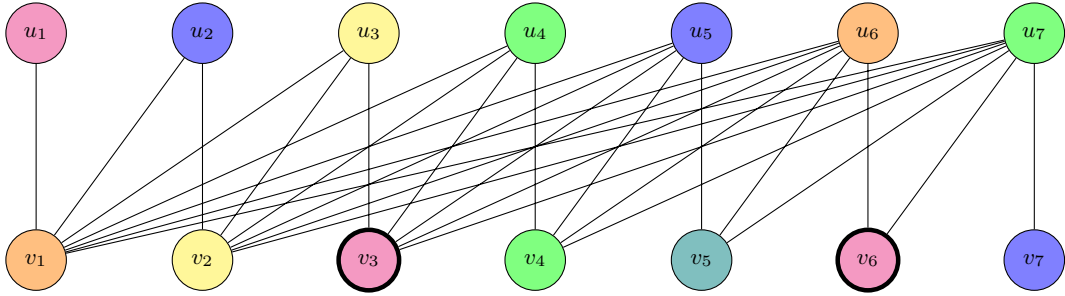 u₁ u₂ u₃ u₄ u₅ u₆ u₇
v₁ v₂ v₃ v₄ v₅ v₆ v₇